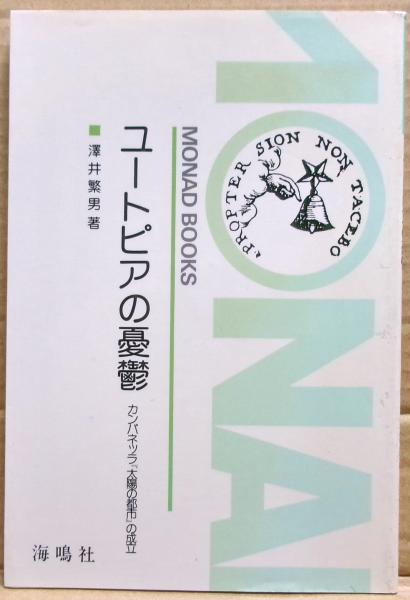 MONAD BOOKS
ユートピアの憂鬱
カンパネッラ『太陽の都市』の成立
■澤井繁男著
海鳴社
PROPTER SION NON TACEBO
MONAD